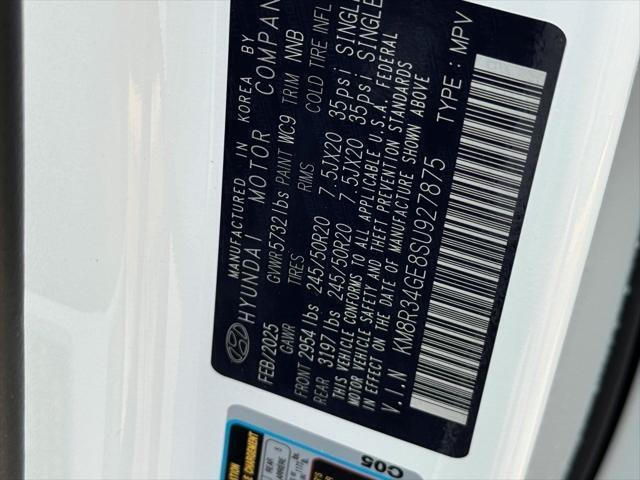 MANUFACTURED IN KOREA BY
HYUNDAI MOTOR COMPAN
FEB/2025 GVWR 5732 lbs PAINT WC9 TRIM NNB
GAWR TIRES RIMS COLD TIRE INFL
FRONT 2954 lbs 245/50R20 7.5JX20 35psi SINGLE
REAR 3197 lbs 245/50R20 7.5JX20 35psi SINGLE
THIS VEHICLE CONFORMS TO ALL APPLICABLE U.S.A. FEDERAL
MOTOR VEHICLE SAFETY AND THEFT PREVENTION STANDARDS
IN EFFECT ON THE DATE OF MANUFACTURE SHOWN ABOVE
V.I.N KM8R34GE8SU927875 TYPE : MPV
C05
REAR